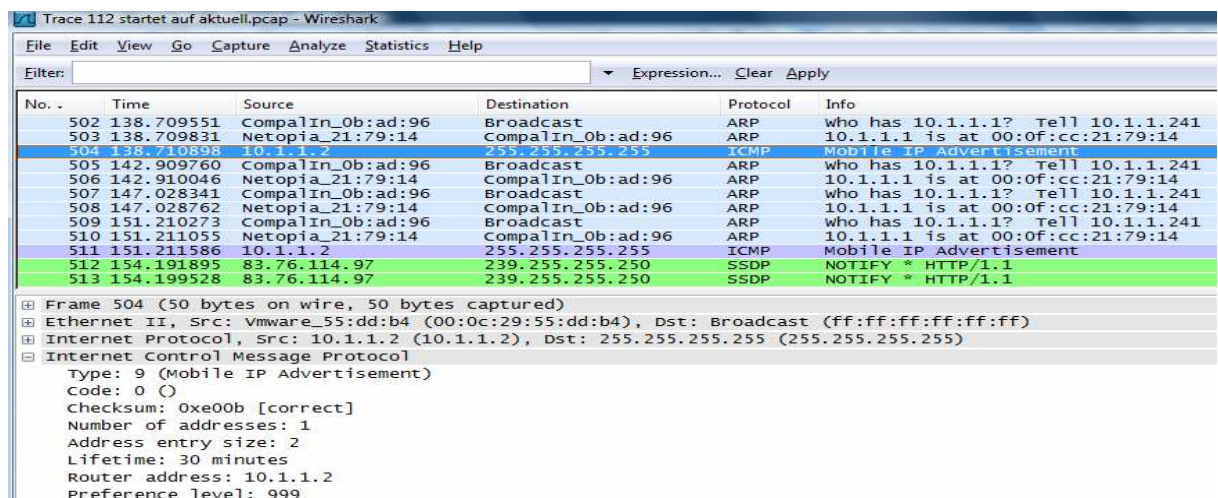 Trace 112 startet auf aktuell.pcap - Wireshark
File Edit View Go Capture Analyze Statistics Help
Filter: Expression... Clear Apply
No. . Time Source Destination Protocol Info
502 138.709551 CompalIn_0b:ad:96 Broadcast ARP Who has 10.1.1.1? Tell 10.1.1.241
503 138.709831 Netopia_21:79:14 CompalIn_0b:ad:96 ARP 10.1.1.1 is at 00:0f:cc:21:79:14
504 138.710898 10.1.1.2 255.255.255.255 ICMP Mobile IP Advertisement
505 142.909760 CompalIn_0b:ad:96 Broadcast ARP Who has 10.1.1.1? Tell 10.1.1.241
506 142.910046 Netopia_21:79:14 CompalIn_0b:ad:96 ARP 10.1.1.1 is at 00:0f:cc:21:79:14
507 147.028341 CompalIn_0b:ad:96 Broadcast ARP Who has 10.1.1.1? Tell 10.1.1.241
508 147.028762 Netopia_21:79:14 CompalIn_0b:ad:96 ARP 10.1.1.1 is at 00:0f:cc:21:79:14
509 151.210273 CompalIn_0b:ad:96 Broadcast ARP Who has 10.1.1.1? Tell 10.1.1.241
510 151.211055 Netopia_21:79:14 CompalIn_0b:ad:96 ARP 10.1.1.1 is at 00:0f:cc:21:79:14
511 151.211586 10.1.1.2 255.255.255.255 ICMP Mobile IP Advertisement
512 154.191895 83.76.114.97 239.255.255.250 SSDP NOTIFY * HTTP/1.1
513 154.199528 83.76.114.97 239.255.255.250 SSDP NOTIFY * HTTP/1.1
Frame 504 (50 bytes on wire, 50 bytes captured)
Ethernet II, Src: Vmware_55:dd:b4 (00:0c:29:55:dd:b4), Dst: Broadcast (ff:ff:ff:ff:ff:ff)
Internet Protocol, Src: 10.1.1.2 (10.1.1.2), Dst: 255.255.255.255 (255.255.255.255)
Internet Control Message Protocol
Type: 9 (Mobile IP Advertisement)
Code: 0 ()
Checksum: 0xe00b [correct]
Number of addresses: 1
Address entry size: 2
Lifetime: 30 minutes
Router address: 10.1.1.2
Preference level: 999